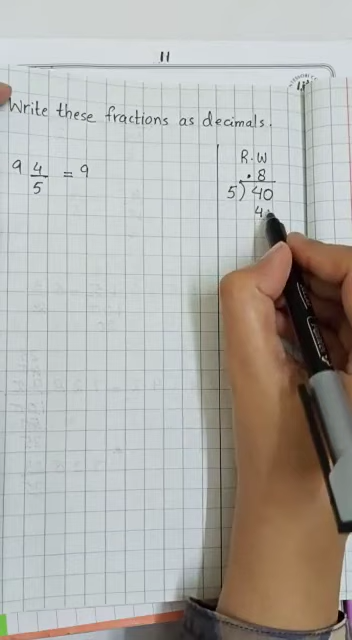 11
Write these fractions as decimals.
R.W
9 4/5 = 9
.8
5)40
4